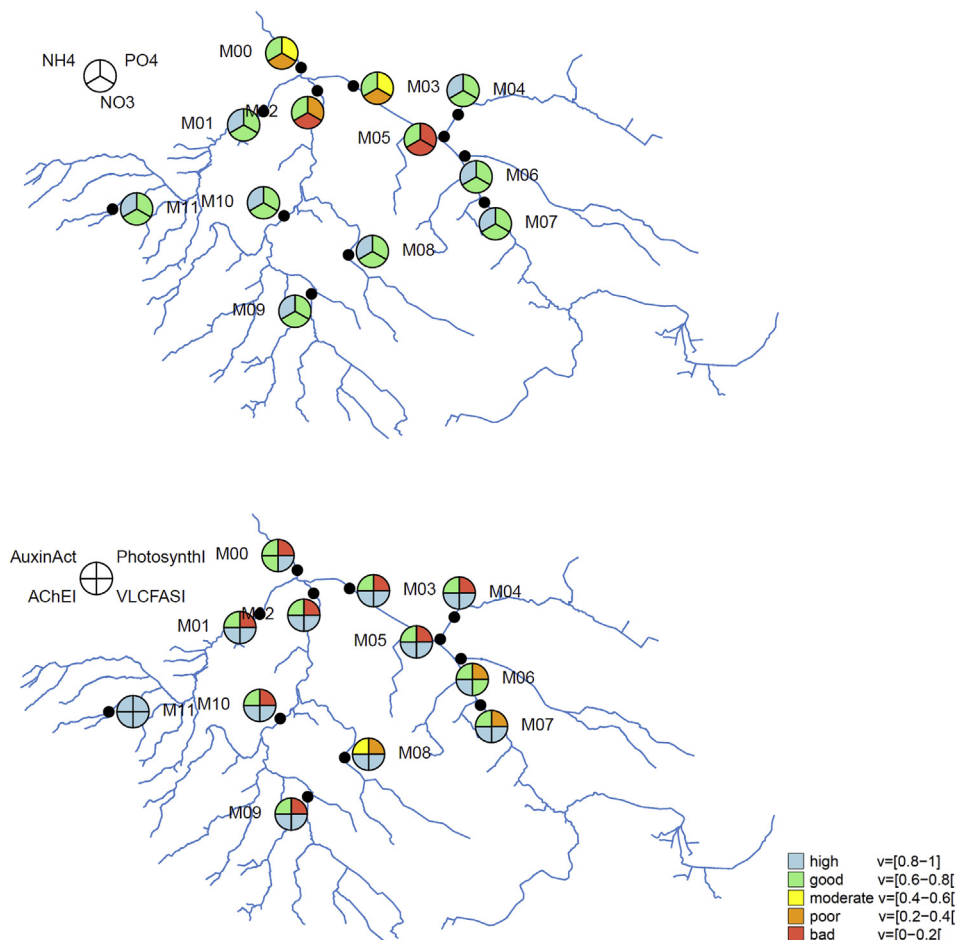 M00
NH4 PO4
NO3
M03 M04
M12
M01
M05
M06
M11 M10
M07
M08
M09
AuxinAct PhotosynthI M00
AChEI VLCFASI
M03 M04
M12
M01
M05
M06
M11 M10
M07
M08
M09
high v=[0.8−1]
good v=[0.6−0.8[
moderate v=[0.4−0.6[
poor v=[0.2−0.4[
bad v=[0−0.2[